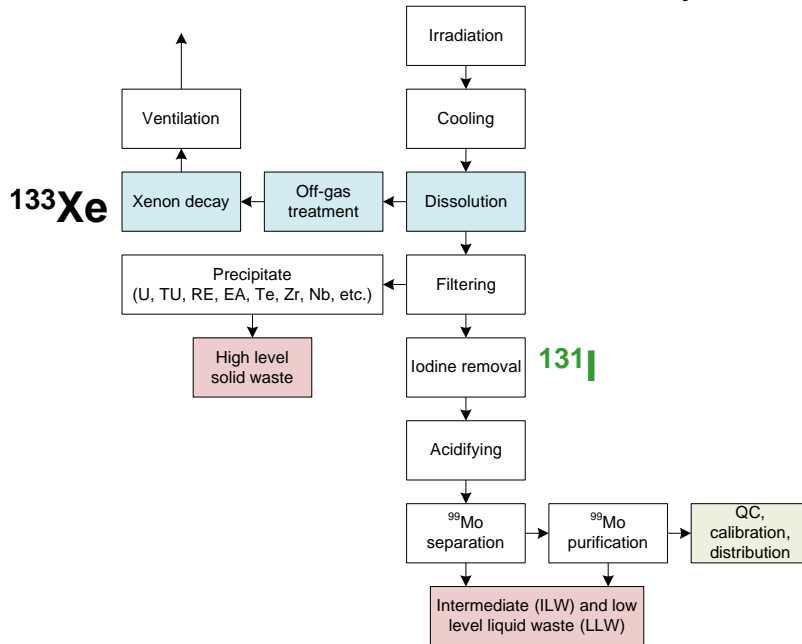 Irradiation
Ventilation
Cooling
¹³³Xe
Xenon decay
Off-gas
treatment
Dissolution
Precipitate
(U, TU, RE, EA, Te, Zr, Nb, etc.)
Filtering
High level
solid waste
Iodine removal
¹³¹I
Acidifying
⁹⁹Mo
separation
⁹⁹Mo
purification
QC,
calibration,
distribution
Intermediate (ILW) and low
level liquid waste (LLW)